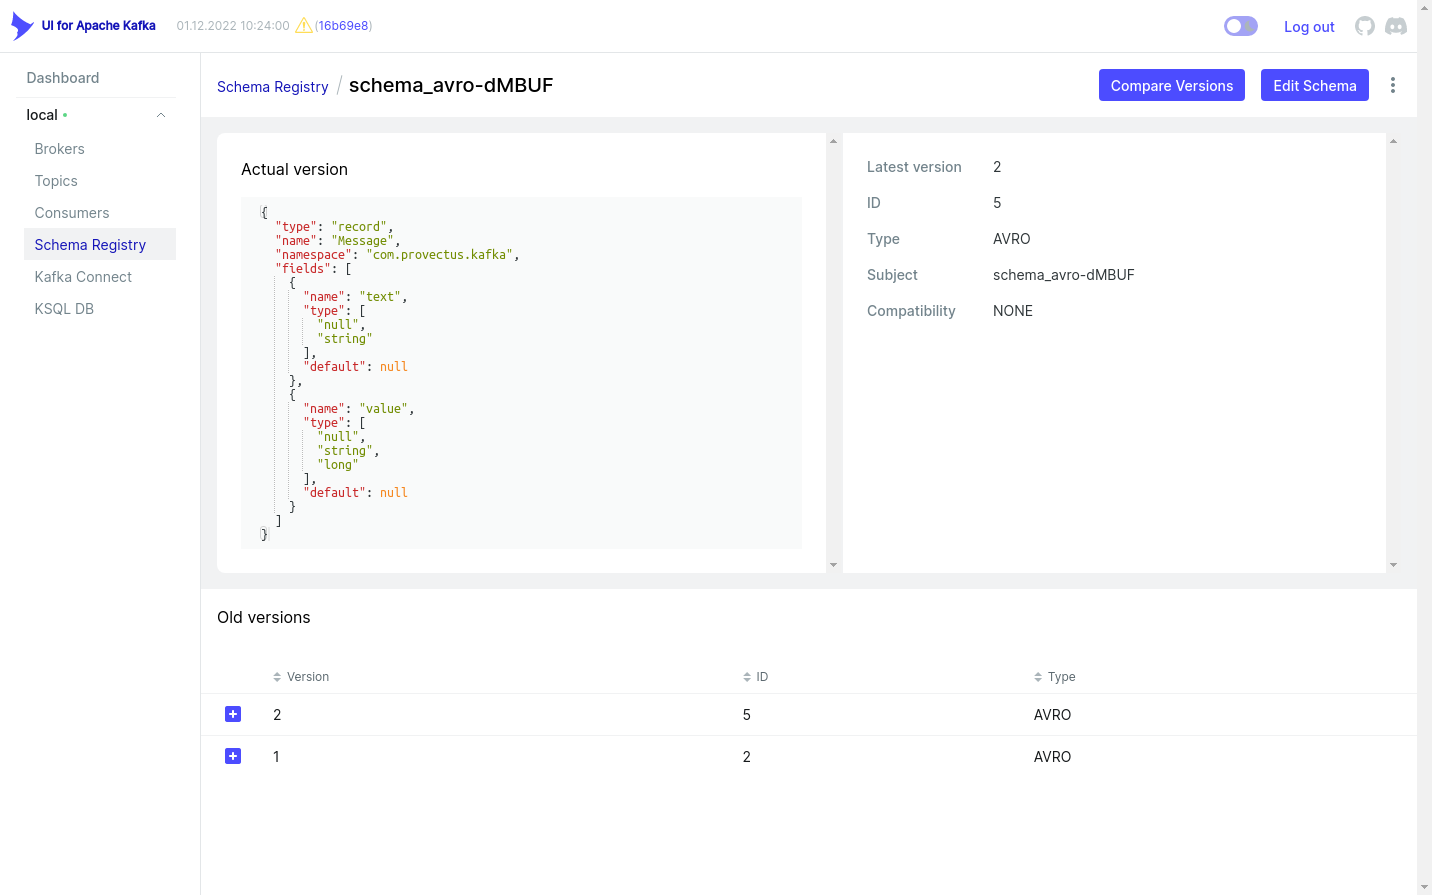 UI for Apache Kafka
01.12.2022 10:24:00 (16b69e8)
Log out
Dashboard
local
Brokers
Topics
Consumers
Schema Registry
Kafka Connect
KSQL DB
Schema Registry / schema_avro-dMBUF
Compare Versions
Edit Schema
Actual version
{
"type": "record",
"name": "Message",
"namespace": "com.provectus.kafka",
"fields": [
{
"name": "text",
"type": [
"null",
"string"
],
"default": null
},
{
"name": "value",
"type": [
"null",
"string",
"long"
],
"default": null
}
]
}
Latest version 2
ID 5
Type AVRO
Subject schema_avro-dMBUF
Compatibility NONE
Old versions
Version ID Type
2 5 AVRO
1 2 AVRO